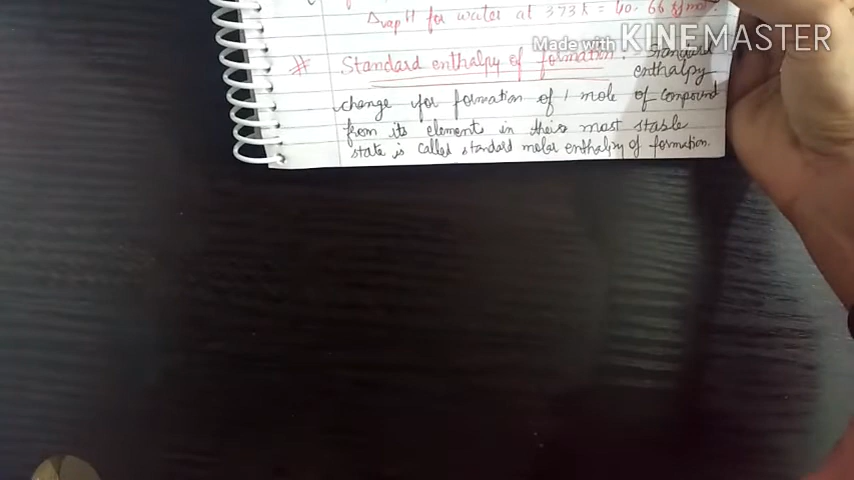 Δvap H for water at 373 k = 40.66 kJ mol
Made with KINEMASTER
# Standard enthalpy of formation. Standard
enthalpy
change for formation of 1 mole of compound
from its elements in their most stable
state is called standard molar enthalpy of formation.